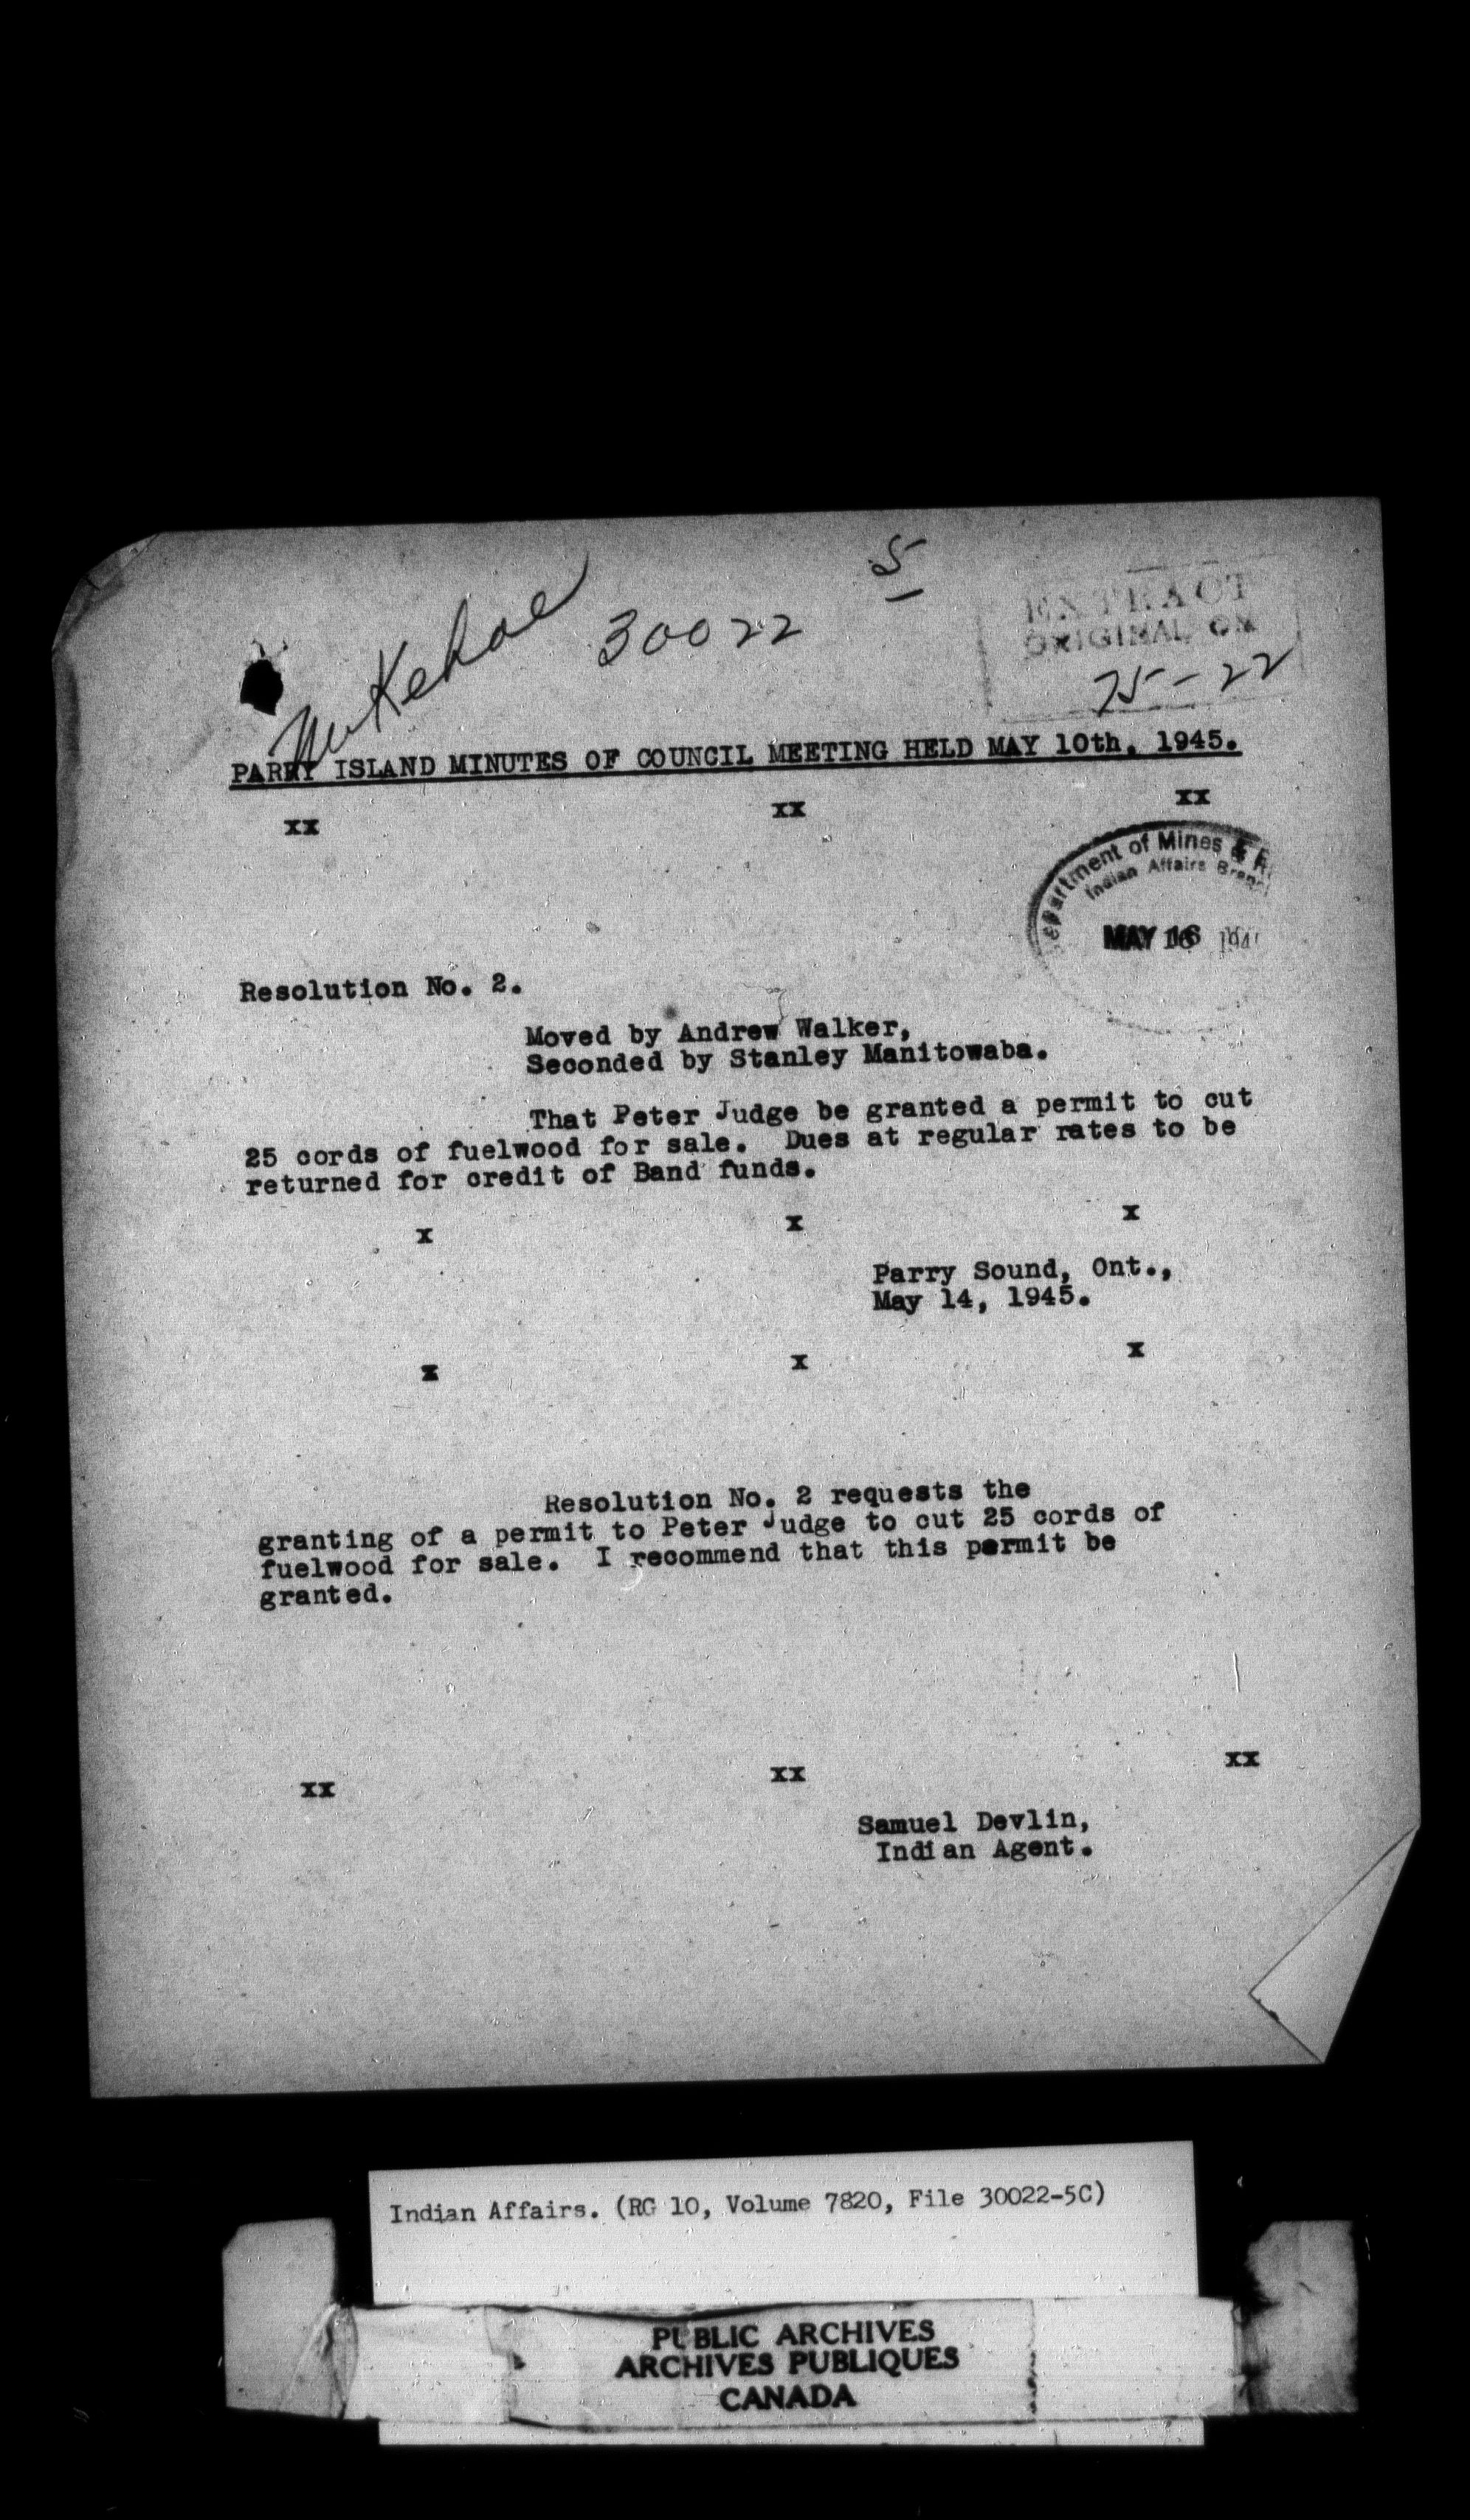 5
Mr Kehoe
30022
EXTRACT
ORIGINAL ON
75-22
PARRY ISLAND MINUTES OF COUNCIL MEETING HELD MAY 10th, 1945.
xx xx xx
Department of Mines &
Indian Affairs Branch
MAY 16 194
Resolution No. 2.
Moved by Andrew Walker,
Seconded by Stanley Manitowaba.
That Peter Judge be granted a permit to cut
25 cords of fuelwood for sale. Dues at regular rates to be
returned for credit of Band funds.
x x x
Parry Sound, Ont.,
May 14, 1945.
x x x
Resolution No. 2 requests the
granting of a permit to Peter Judge to cut 25 cords of
fuelwood for sale. I recommend that this permit be
granted.
xx xx xx
Samuel Devlin,
Indian Agent.
Indian Affairs. (RG 10, Volume 7820, File 30022-5C)
PUBLIC ARCHIVES
ARCHIVES PUBLIQUES
CANADA